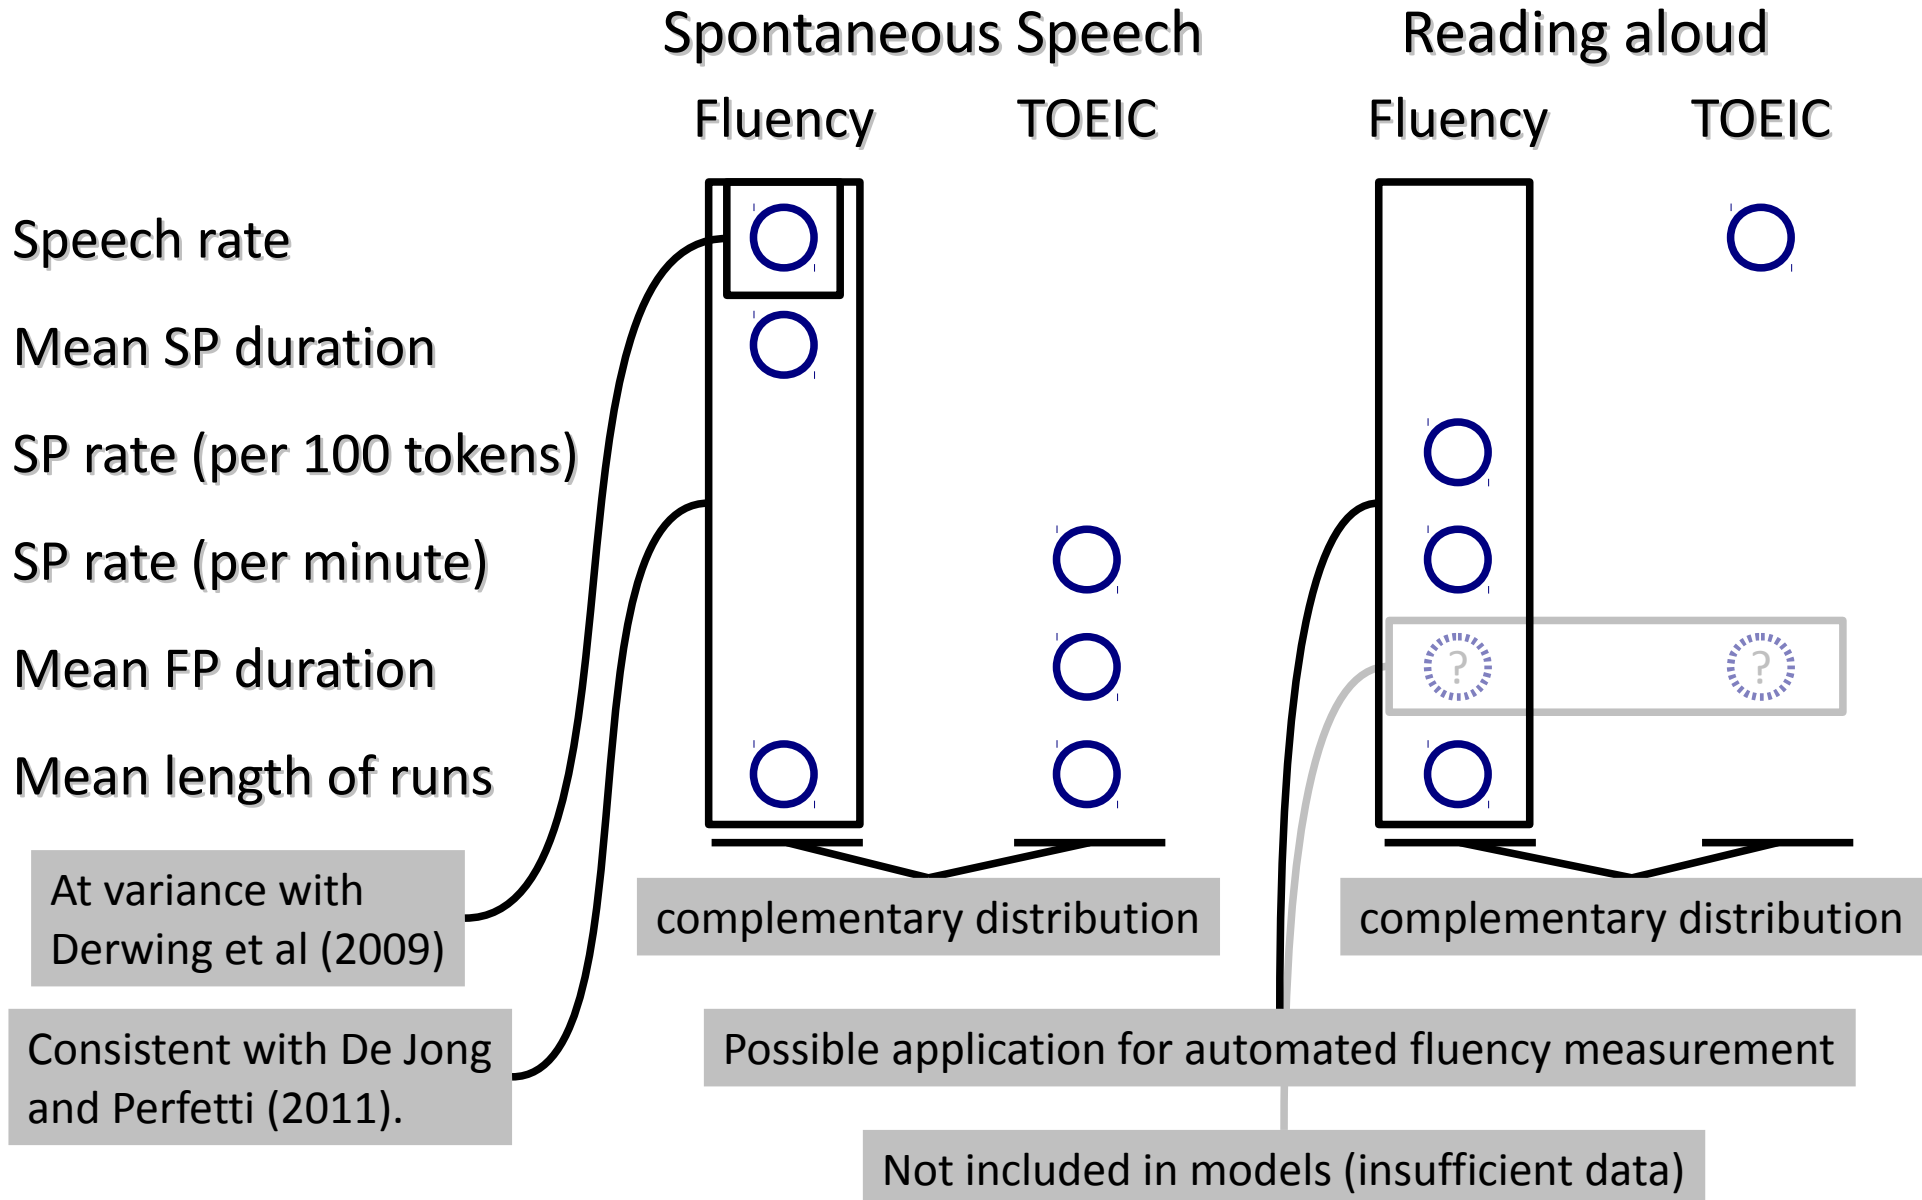 Spontaneous Speech
Reading aloud
Fluency
TOEIC
Fluency
TOEIC
Speech rate
Mean SP duration
SP rate (per 100 tokens)
SP rate (per minute)
Mean FP duration
? ?
Mean length of runs
At variance with
Derwing et al (2009)
complementary distribution
complementary distribution
Consistent with De Jong
and Perfetti (2011).
Possible application for automated fluency measurement
Not included in models (insufficient data)